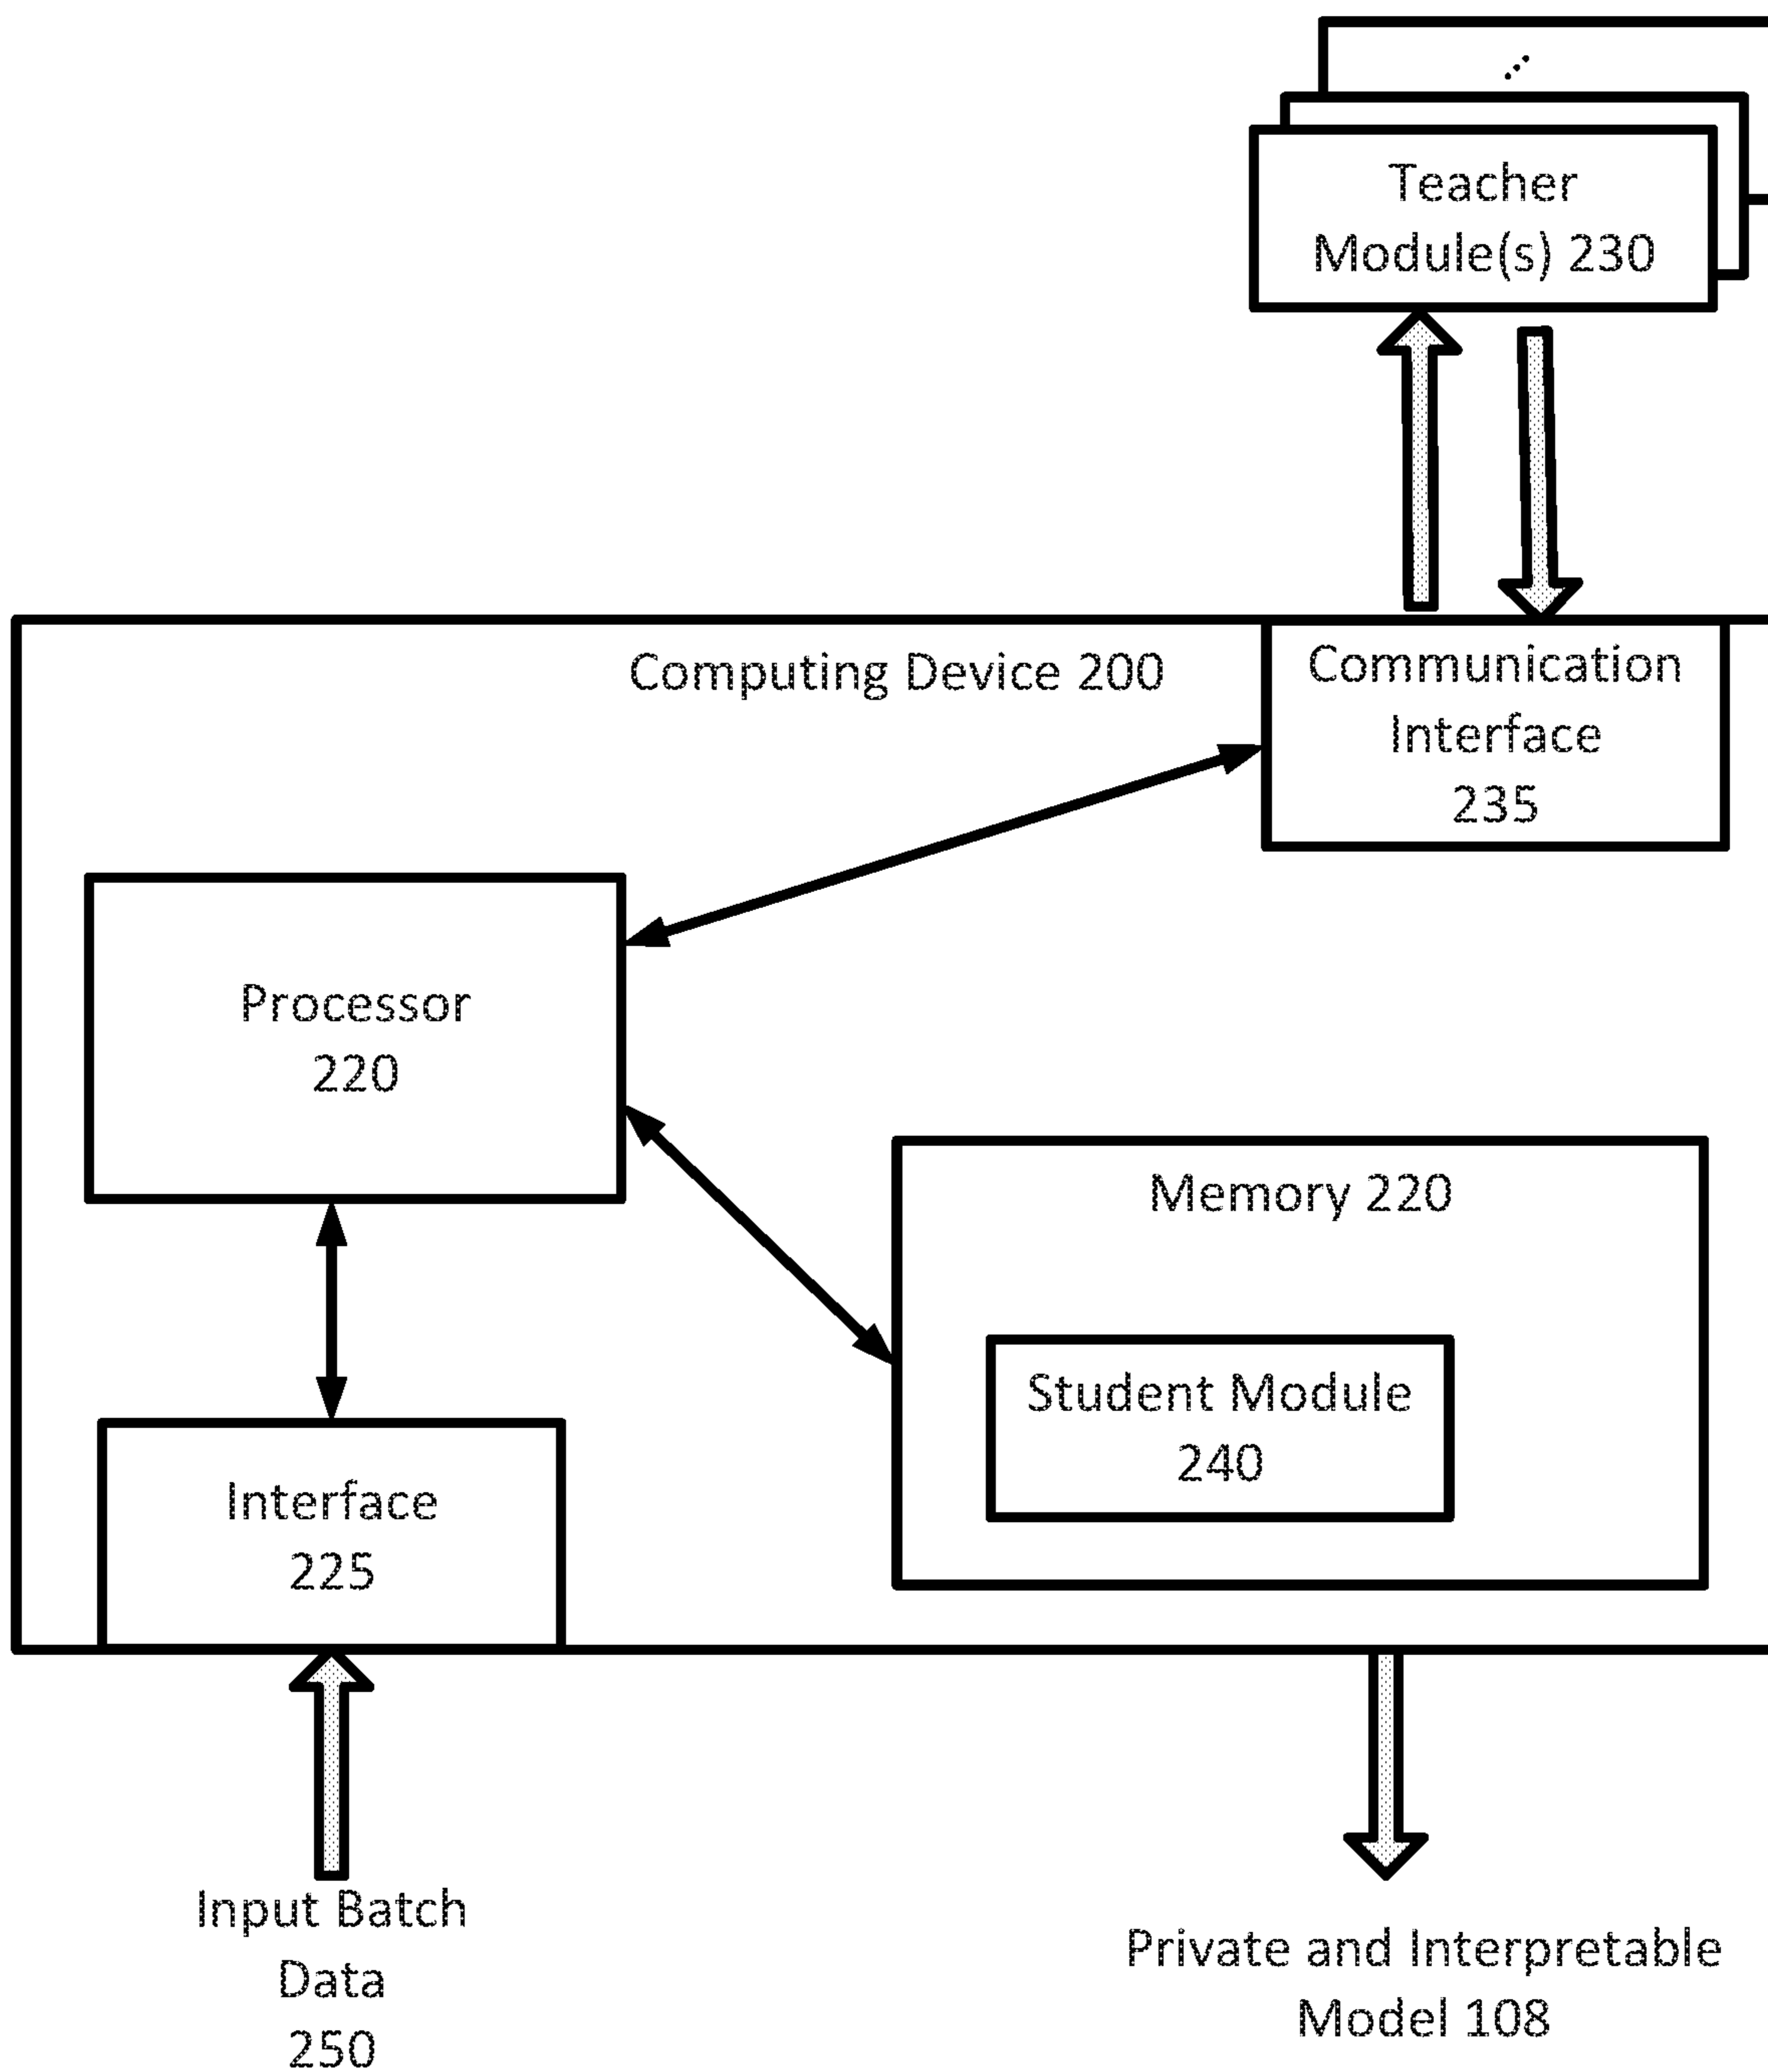 Teacher
Module(s) 230
Computing Device 200
Communication
Interface
235
Processor
220
Memory 220
Student Module
240
Interface
225
Input Batch
Data
250
Private and Interpretable
Model 108